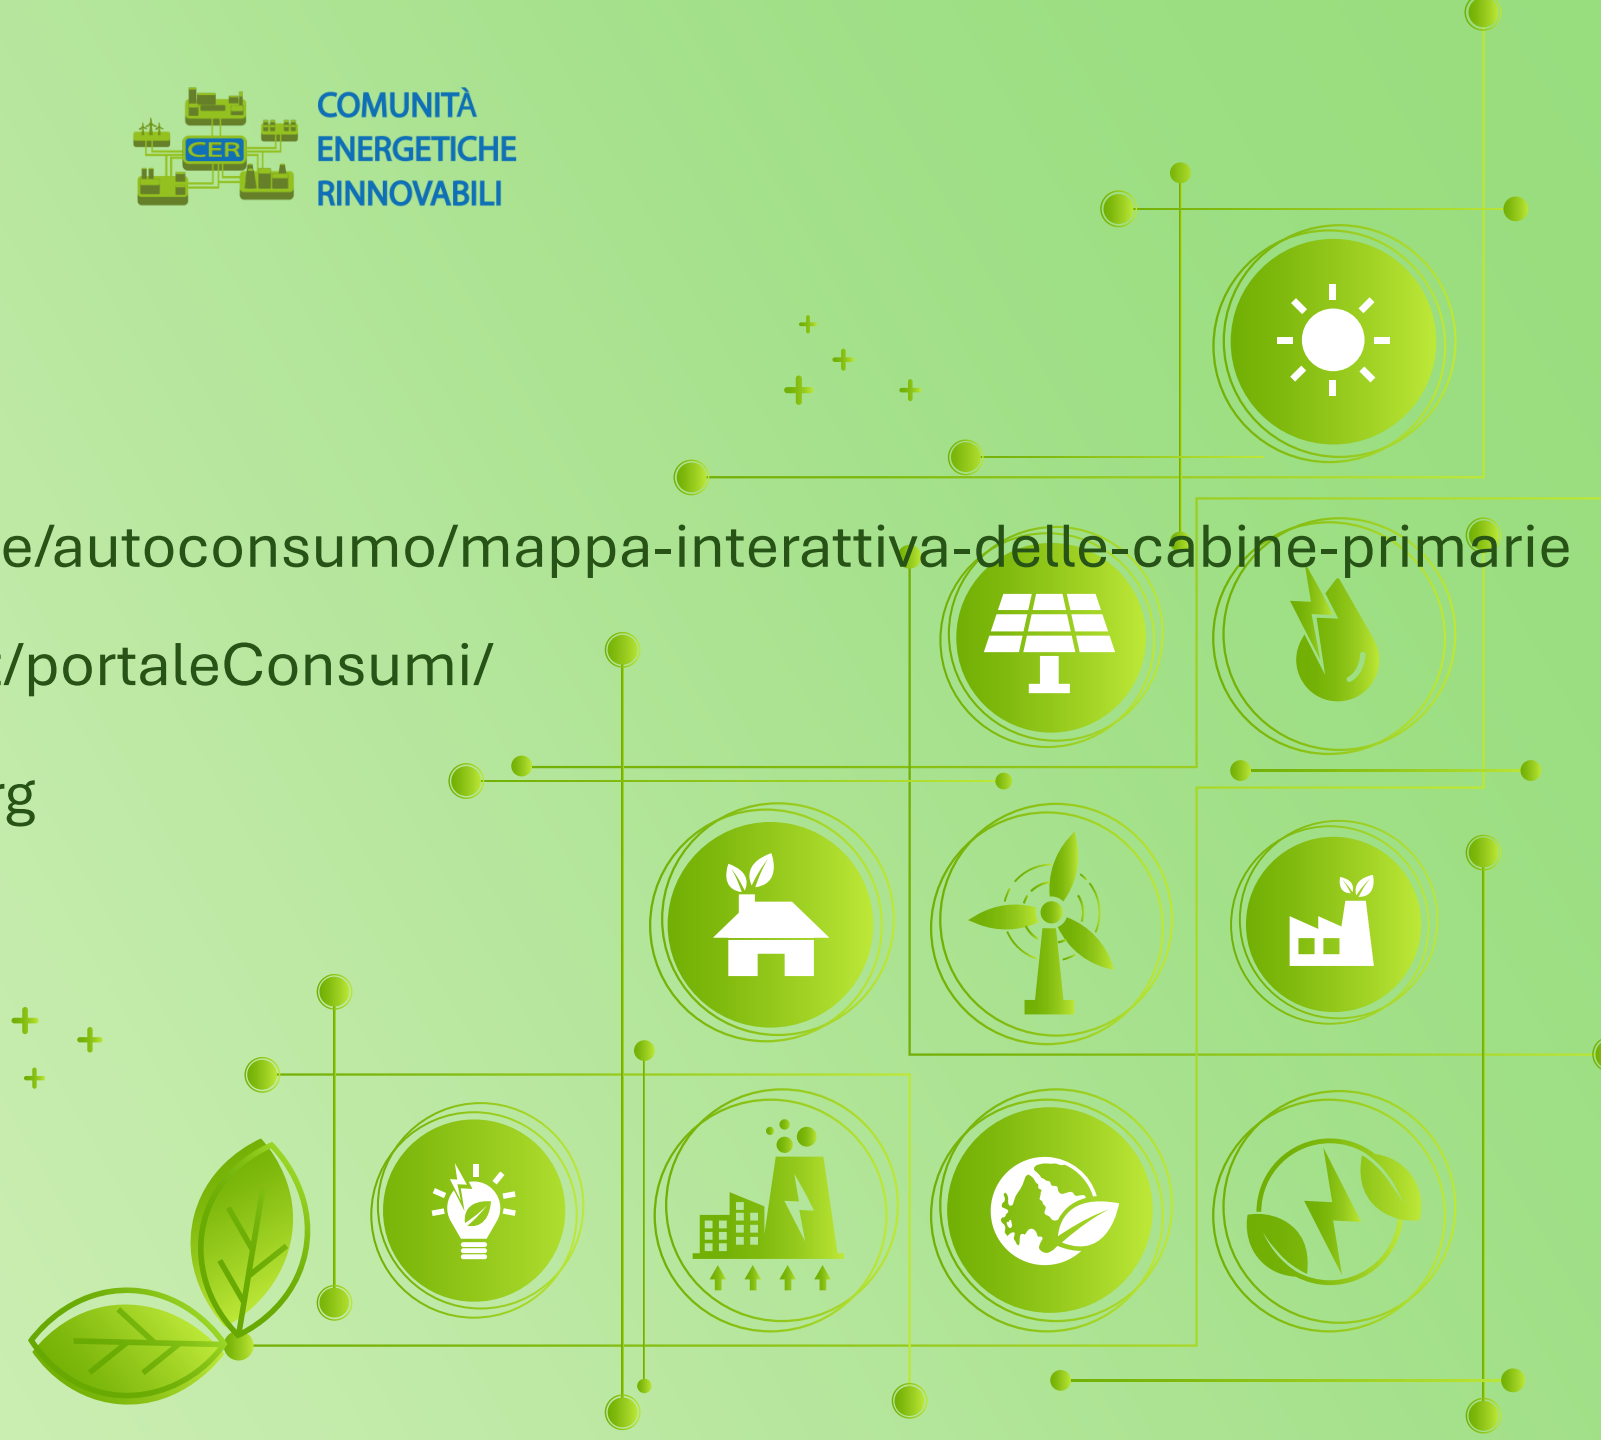 CER
COMUNITÀ
ENERGETICHE
RINNOVABILI
e/autoconsumo/mappa-interattiva-delle-cabine-primarie
/portaleConsumi/
rg